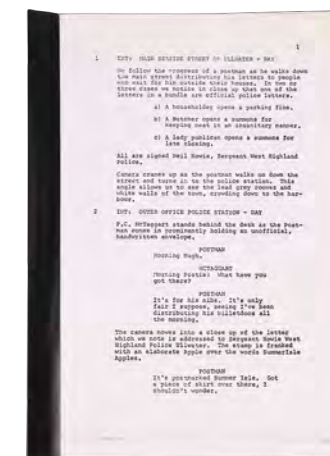 1
1 EXT: MAIN SEASIDE STREET OF ULLWATER - DAY
We follow the progress of a postman as he walks down
the main street distributing his letters to people
who wait for him outside their houses. In two or
three cases we notice in close up that one of the
letters in a bundle are official police letters.
a) A householder opens a parking fine.
b) A Butcher opens a summons for
keeping meat in an insanitary manner.
c) A lady publican opens a summons for
late closing.
All are signed Neil Howie, Sergeant West Highland
Police.
Camera cranes up as the postman walks on down the
street and turns in to the police station. This
angle allows us to see the lead grey rooves and
white walls of the town, crowding down to the har-
bour.
2 INT: OUTER OFFICE POLICE STATION - DAY
P.C. McTaggart stands behind the desk as the Post-
man comes in prominently holding an unofficial,
handwritten envelope.
POSTMAN
Morning Hugh.
MCTAGGART
Morning Postie! What have you
got there?
POSTMAN
It's for his nibs. It's only
fair I suppose, seeing I've been
distributing his billetdoos all
the morning.
The camera moves into a close up of the letter
which we note is addressed to Sergeant Howie West
Highland Police Ullwater. The stamp is franked
with an elaborate Apple over the words SummerIsle
Apples.
POSTMAN
It's postmarked Summer Isle. Got
a piece of skirt over there, I
shouldn't wonder.